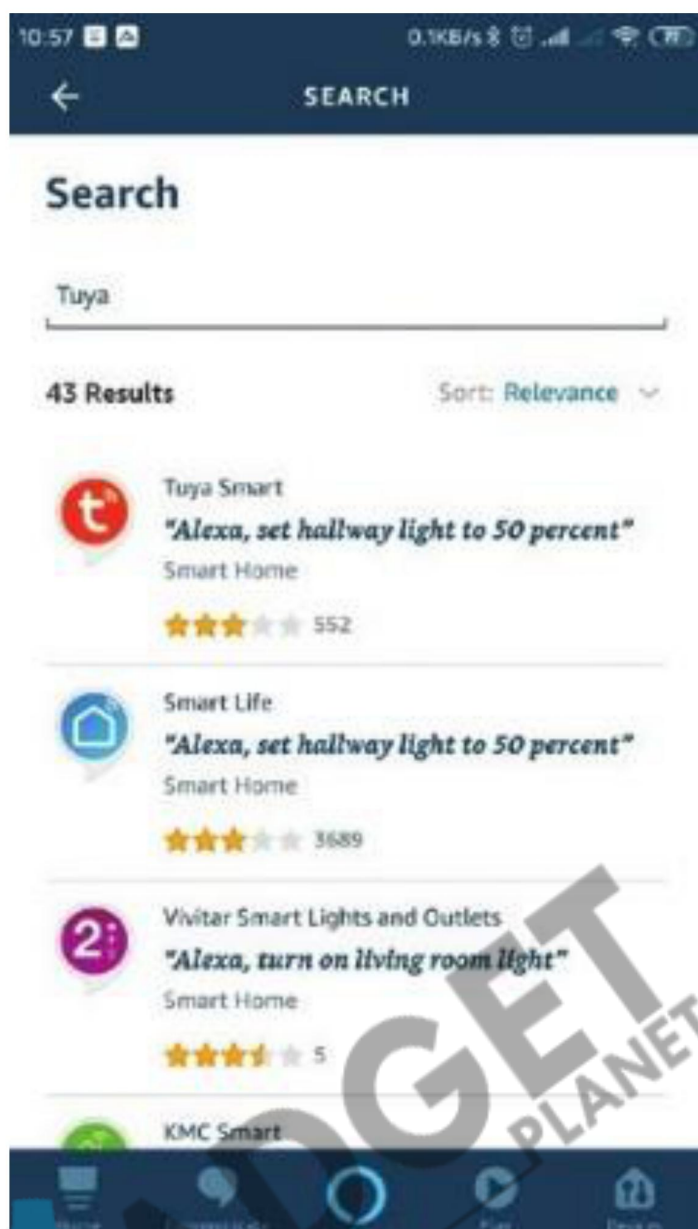 10:57
0.1KB/s
SEARCH
Search
Tuya
43 Results
Sort: Relevance
Tuya Smart
"Alexa, set hallway light to 50 percent"
Smart Home
552
Smart Life
"Alexa, set hallway light to 50 percent"
Smart Home
3689
2:
Vivitar Smart Lights and Outlets
"Alexa, turn on living room light"
Smart Home
5
KMC Smart
GADGET
PLANET